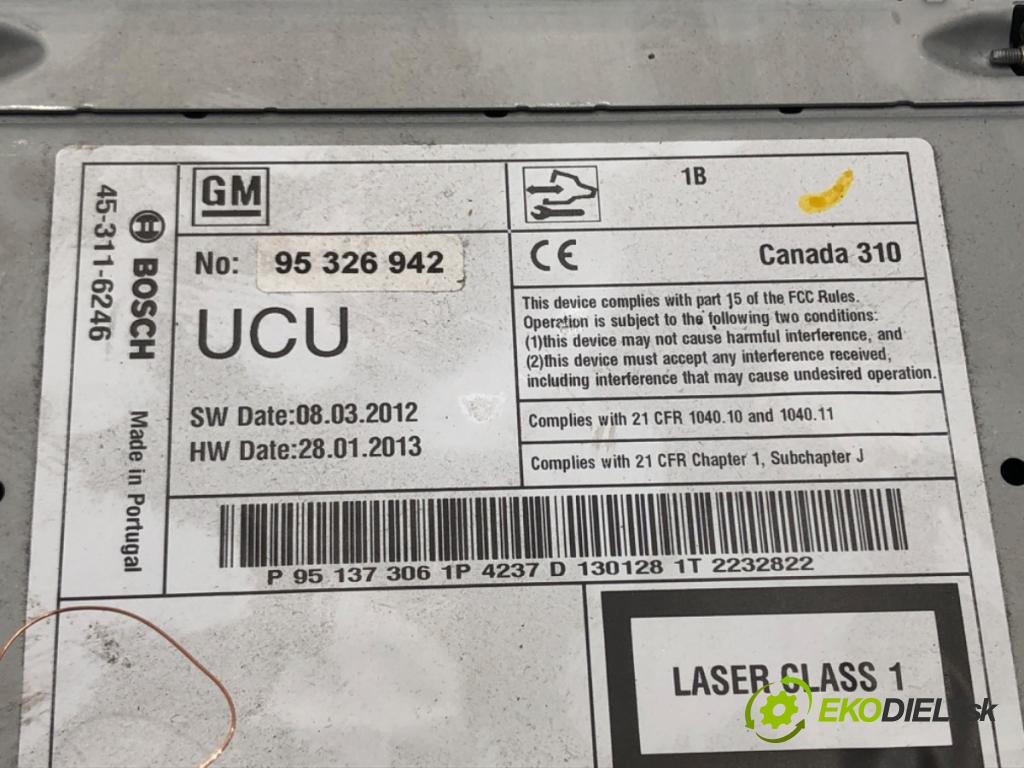 45-311-6246
BOSCH
Made in Portugal
GM
No: 95 326 942
UCU
SW Date:08.03.2012
HW Date:28.01.2013
1B
CE
Canada 310
This device complies with part 15 of the FCC Rules.
Operation is subject to the following two conditions:
(1)this device may not cause harmful interference, and
(2)this device must accept any interference received,
including interference that may cause undesired operation.
Complies with 21 CFR 1040.10 and 1040.11
Complies with 21 CFR Chapter 1, Subchapter J
P 95 137 306 1P 4237 D 130128 1T 2232822
LASER CLASS 1
EKODIEL.sk